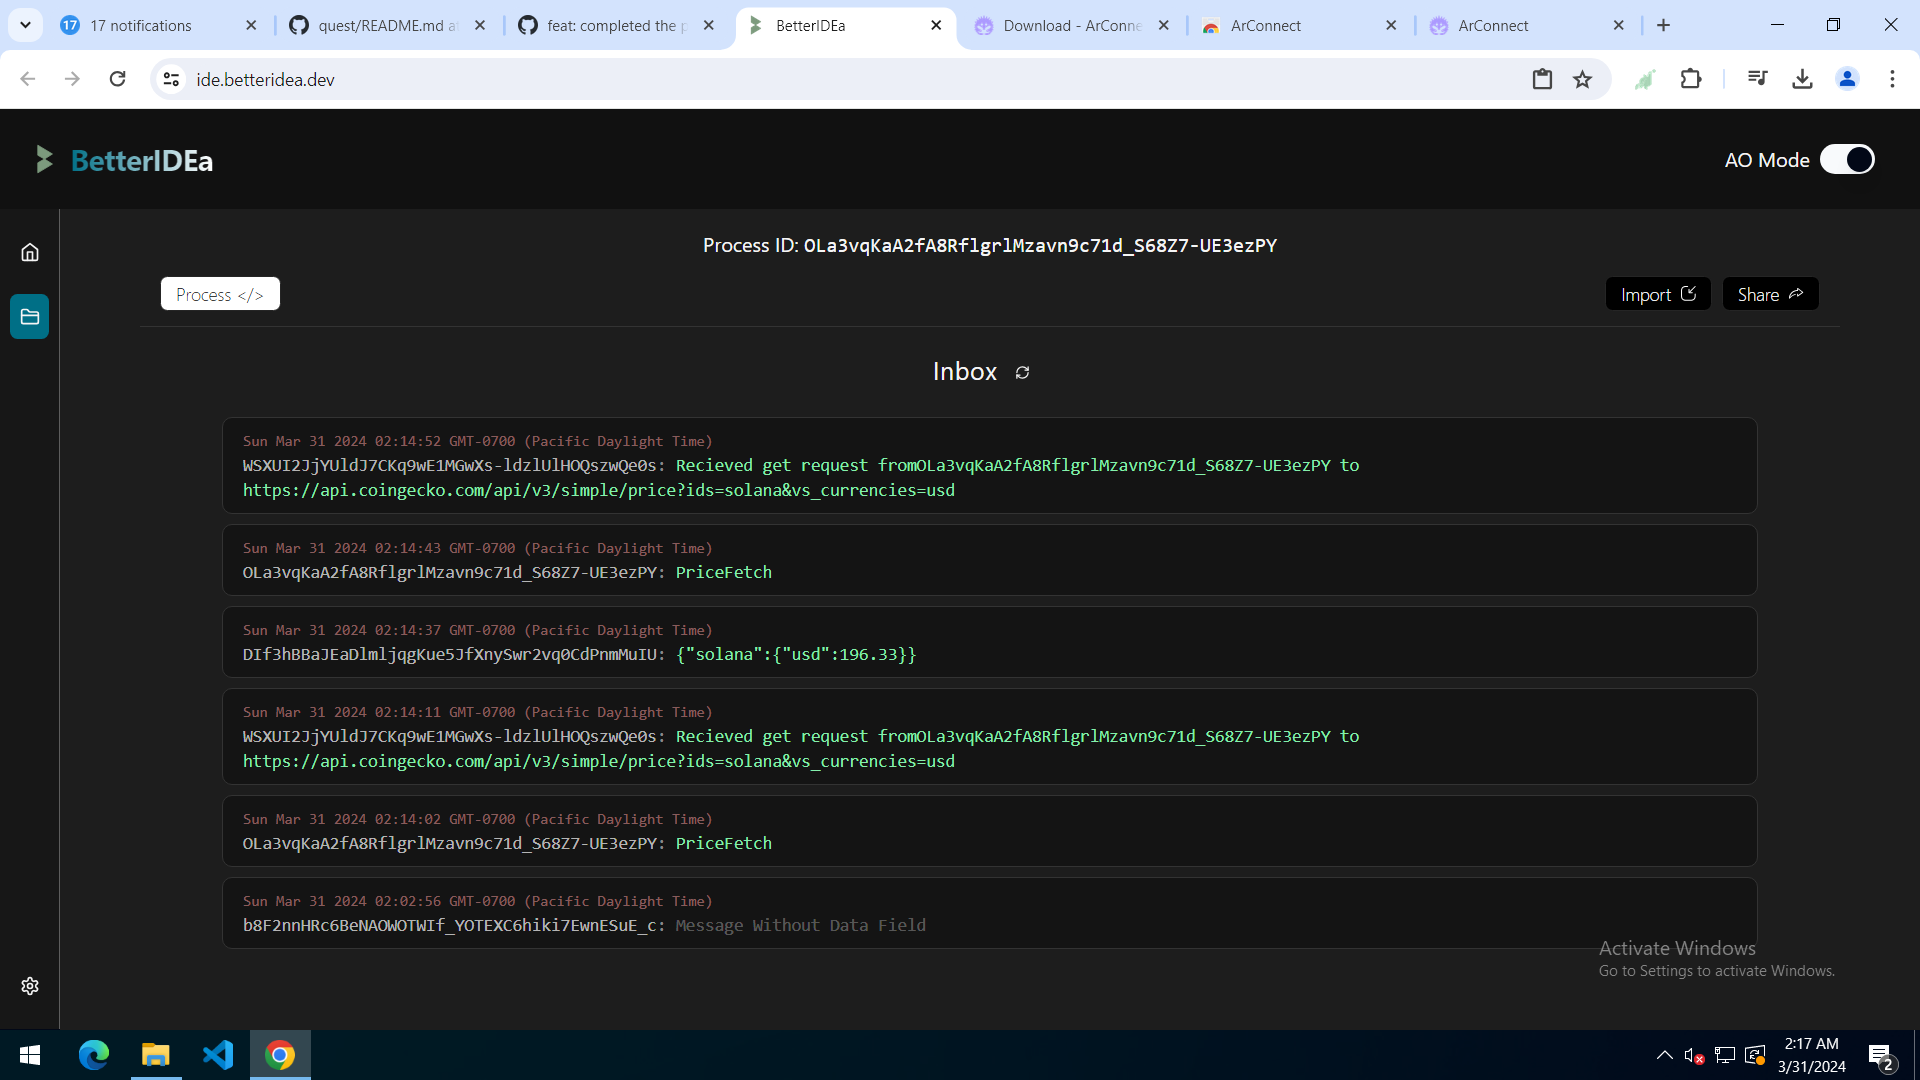 17 17 notifications
quest/README.md at
feat: completed the p
BetterIDEa
Download - ArConne
ArConnect
ArConnect
ide.betteridea.dev
BetterIDEa
AO Mode
Process ID: OLa3vqKaA2fA8RflgrlMzavn9c71d_S68Z7-UE3ezPY
Process </>
Import
Share
Inbox
Sun Mar 31 2024 02:14:52 GMT-0700 (Pacific Daylight Time)
WSXUI2JjYUldJ7CKq9wE1MGwXs-ldzlUlHOQszwQe0s: Recieved get request fromOLa3vqKaA2fA8RflgrlMzavn9c71d_S68Z7-UE3ezPY to
https://api.coingecko.com/api/v3/simple/price?ids=solana&vs_currencies=usd
Sun Mar 31 2024 02:14:43 GMT-0700 (Pacific Daylight Time)
OLa3vqKaA2fA8RflgrlMzavn9c71d_S68Z7-UE3ezPY: PriceFetch
Sun Mar 31 2024 02:14:37 GMT-0700 (Pacific Daylight Time)
DIf3hBBaJEaDlmljqgKue5JfXnySwr2vq0CdPnmMuIU: {"solana":{"usd":196.33}}
Sun Mar 31 2024 02:14:11 GMT-0700 (Pacific Daylight Time)
WSXUI2JjYUldJ7CKq9wE1MGwXs-ldzlUlHOQszwQe0s: Recieved get request fromOLa3vqKaA2fA8RflgrlMzavn9c71d_S68Z7-UE3ezPY to
https://api.coingecko.com/api/v3/simple/price?ids=solana&vs_currencies=usd
Sun Mar 31 2024 02:14:02 GMT-0700 (Pacific Daylight Time)
OLa3vqKaA2fA8RflgrlMzavn9c71d_S68Z7-UE3ezPY: PriceFetch
Sun Mar 31 2024 02:02:56 GMT-0700 (Pacific Daylight Time)
b8F2nnHRc6BeNAOWOTWIf_YOTEXC6hiki7EwnESuE_c: Message Without Data Field
Activate Windows
Go to Settings to activate Windows.
2:17 AM
3/31/2024
2